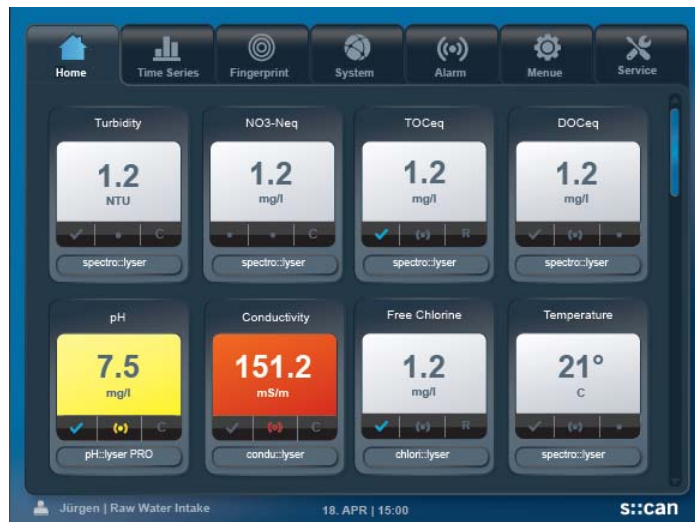 Home
Time Series
Fingerprint
System
Alarm
Menue
Service
Turbidity
NO3-Neq
TOCeq
DOCeq
1.2
NTU
1.2
mg/l
1.2
mg/l
1.2
mg/l
C
C
R
spectro::lyser
spectro::lyser
spectro::lyser
spectro::lyser
pH
Conductivity
Free Chlorine
Temperature
7.5
mg/l
151.2
mS/m
1.2
mg/l
21°
C
C
C
R
pH::lyser PRO
condu::lyser
chlori::lyser
spectro::lyser
Jürgen | Raw Water Intake
18. APR | 15:00
s::can